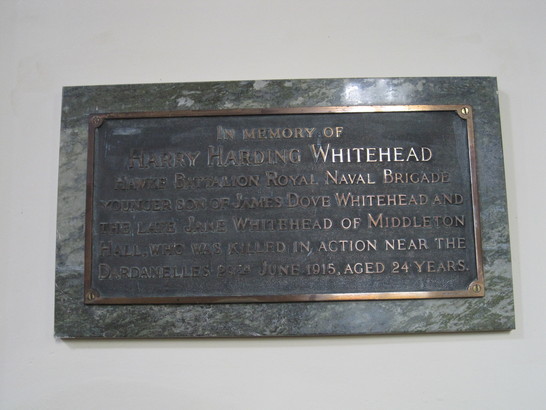 IN MEMORY OF
HARRY HARDING WHITEHEAD
HAWKE BATTALION ROYAL NAVAL BRIGADE
YOUNGER SON OF JAMES DOVE WHITEHEAD AND
THE LATE JANE WHITEHEAD OF MIDDLETON
HALL, WHO WAS KILLED IN ACTION NEAR THE
DARDANELLES JUNE, 1915, AGED 24 YEARS.